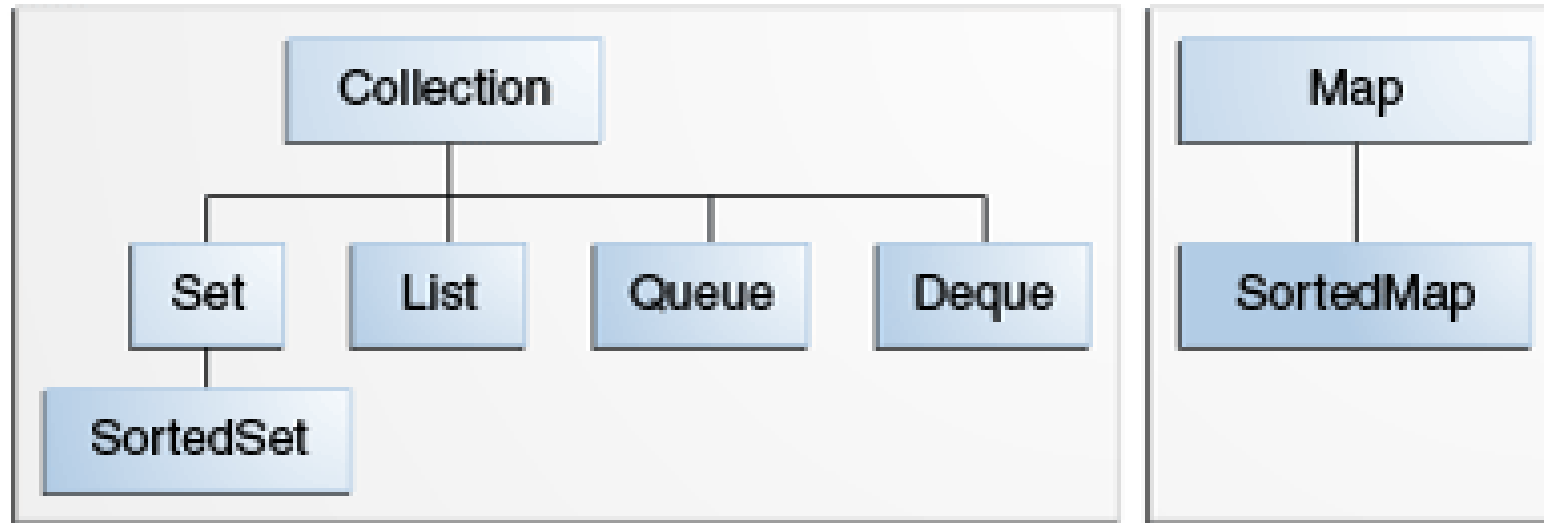 Collection
Map
Set
List
Queue
Deque
SortedMap
SortedSet